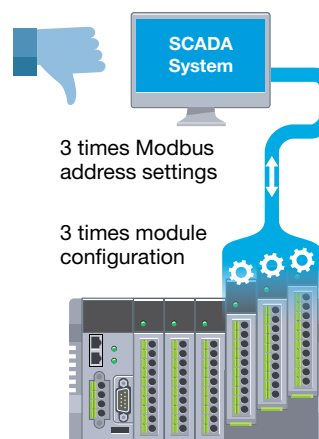 SCADA
System
3 times Modbus
address settings
3 times module
configuration